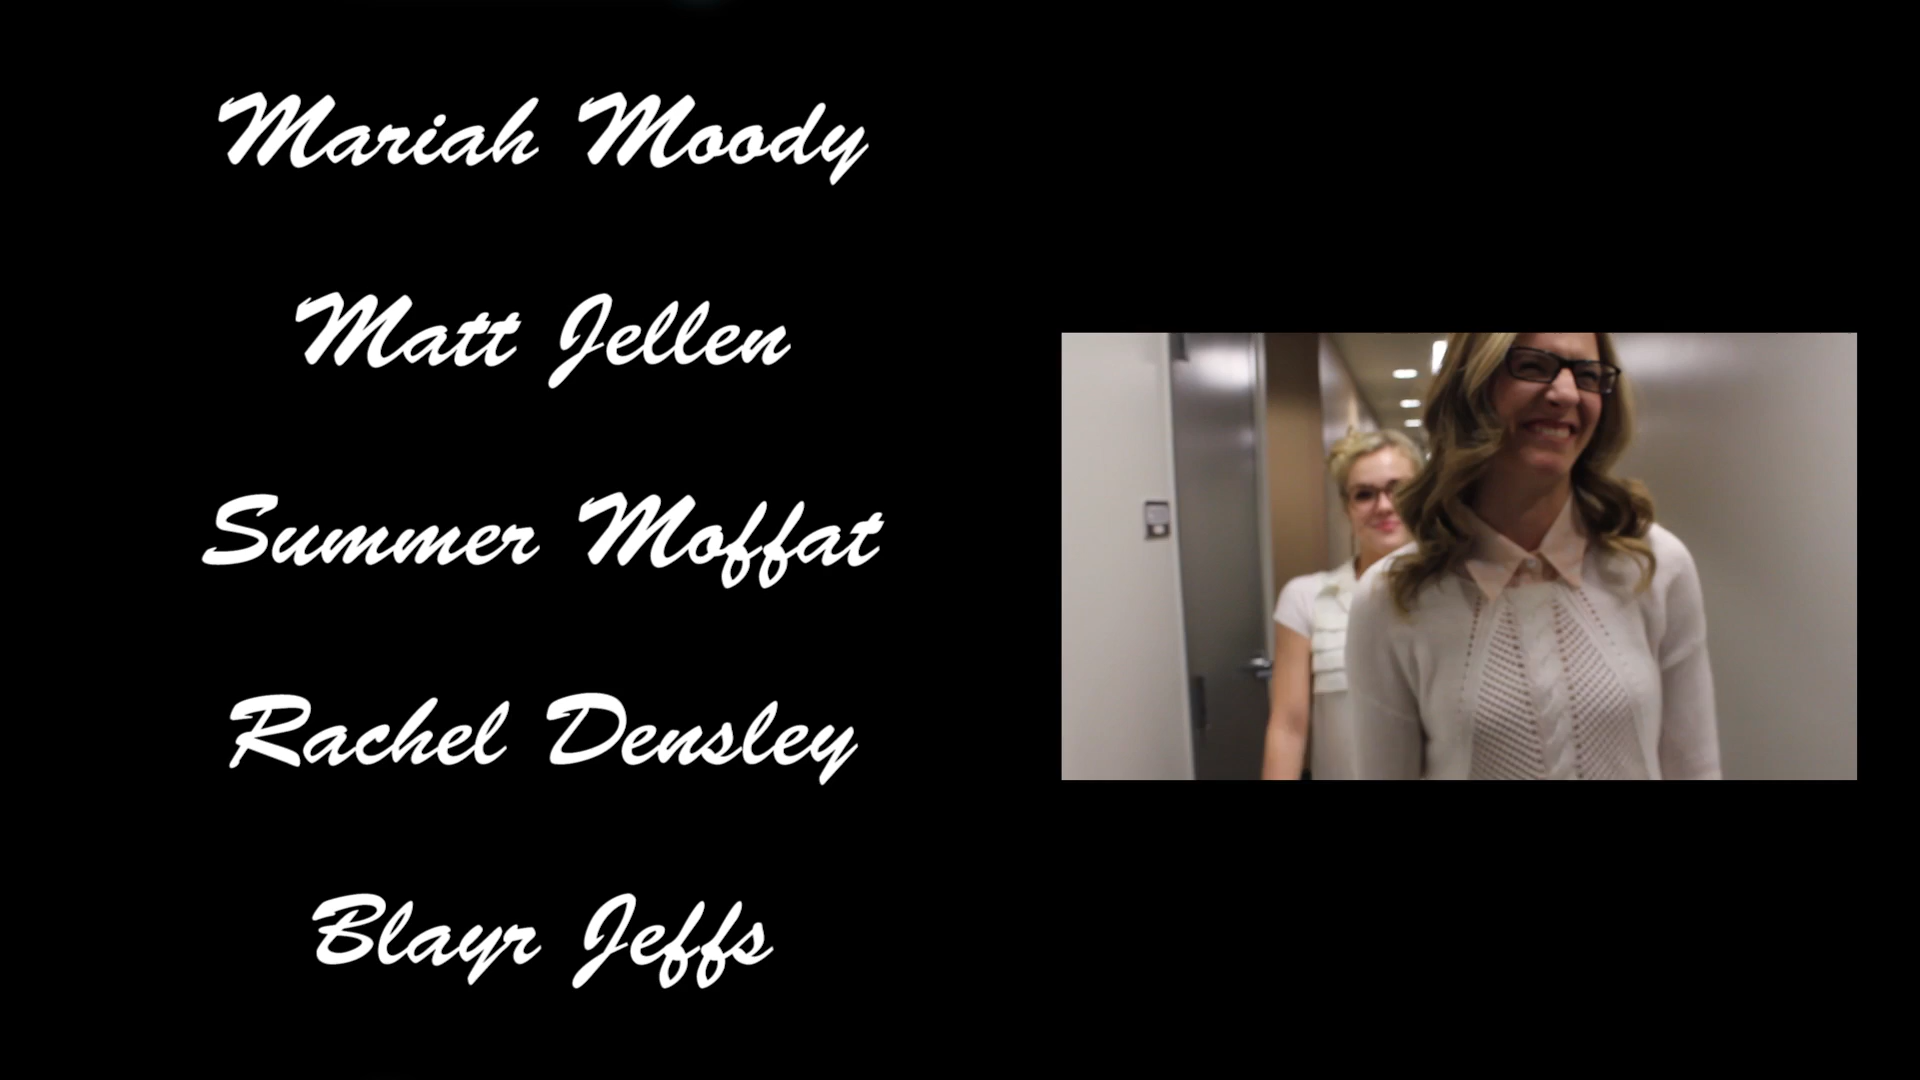 Mariah Moody
Matt Jellen
Summer Moffat
Rachel Densley
Blayr Jeffs